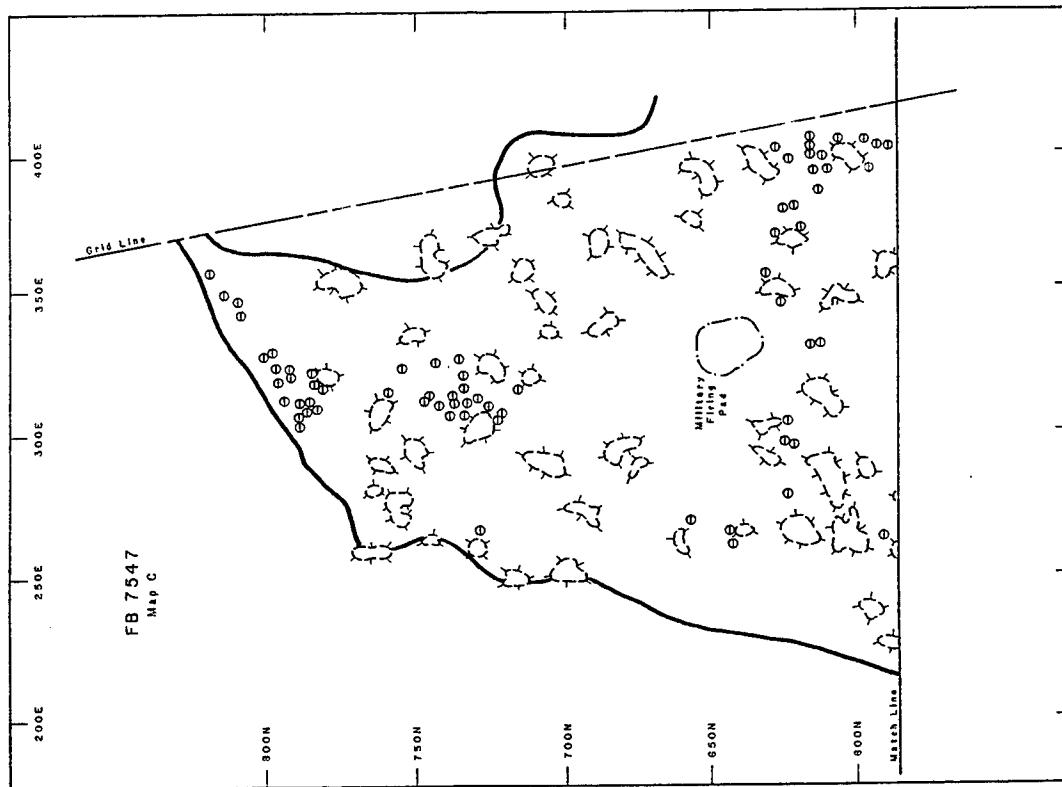 FB 7547
Map C
Grid Line
Military
Firing
Pad
Match Line
400E
350E
300E
250E
200E
800N
750N
700N
650N
600N